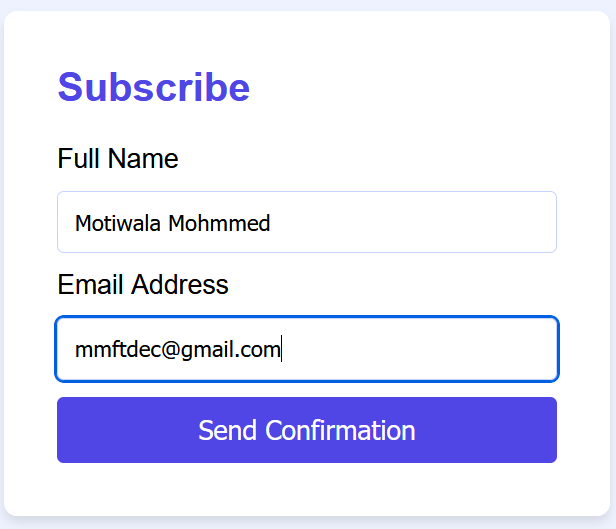 Subscribe
Full Name
Motiwala Mohmmed
Email Address
mmftdec@gmail.com
Send Confirmation